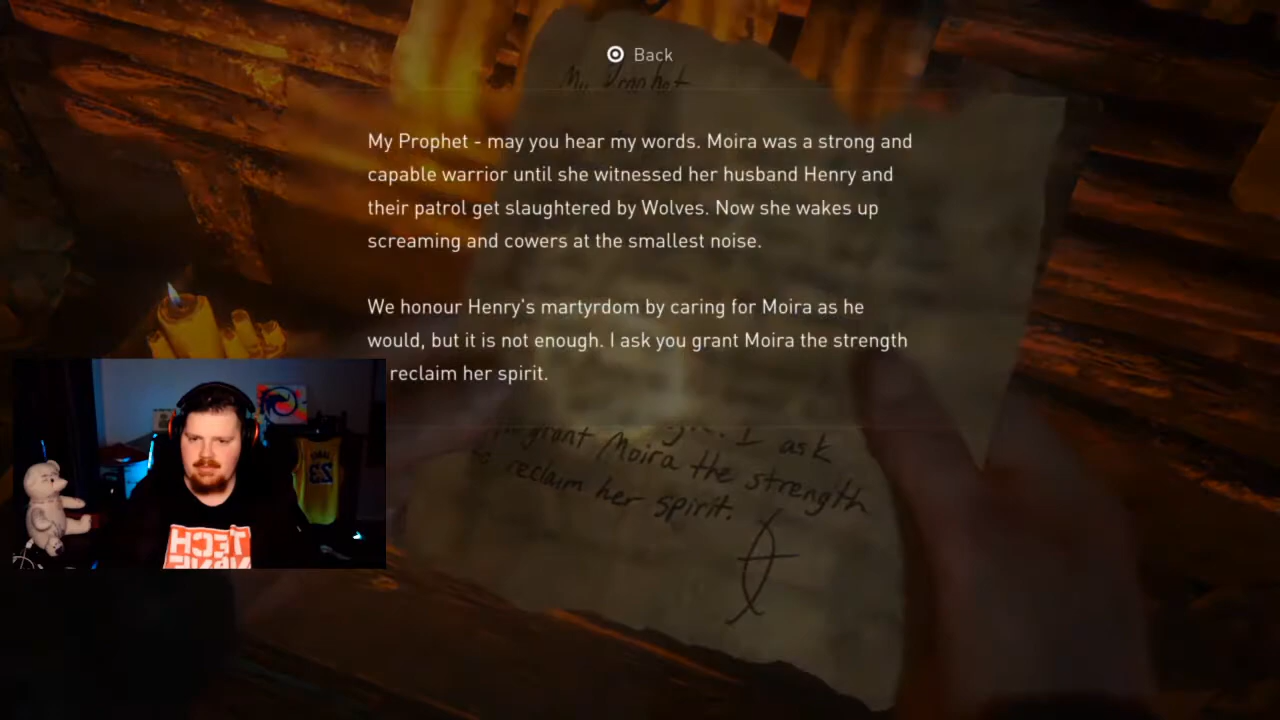 Back
My Prophet
My Prophet - may you hear my words. Moira was a strong and
capable warrior until she witnessed her husband Henry and
their patrol get slaughtered by Wolves. Now she wakes up
screaming and cowers at the smallest noise.
We honour Henry's martyrdom by caring for Moira as he
would, but it is not enough. I ask you grant Moira the strength
reclaim her spirit.
I ask
grant Moira the strength
reclaim her spirit.
TECH
23